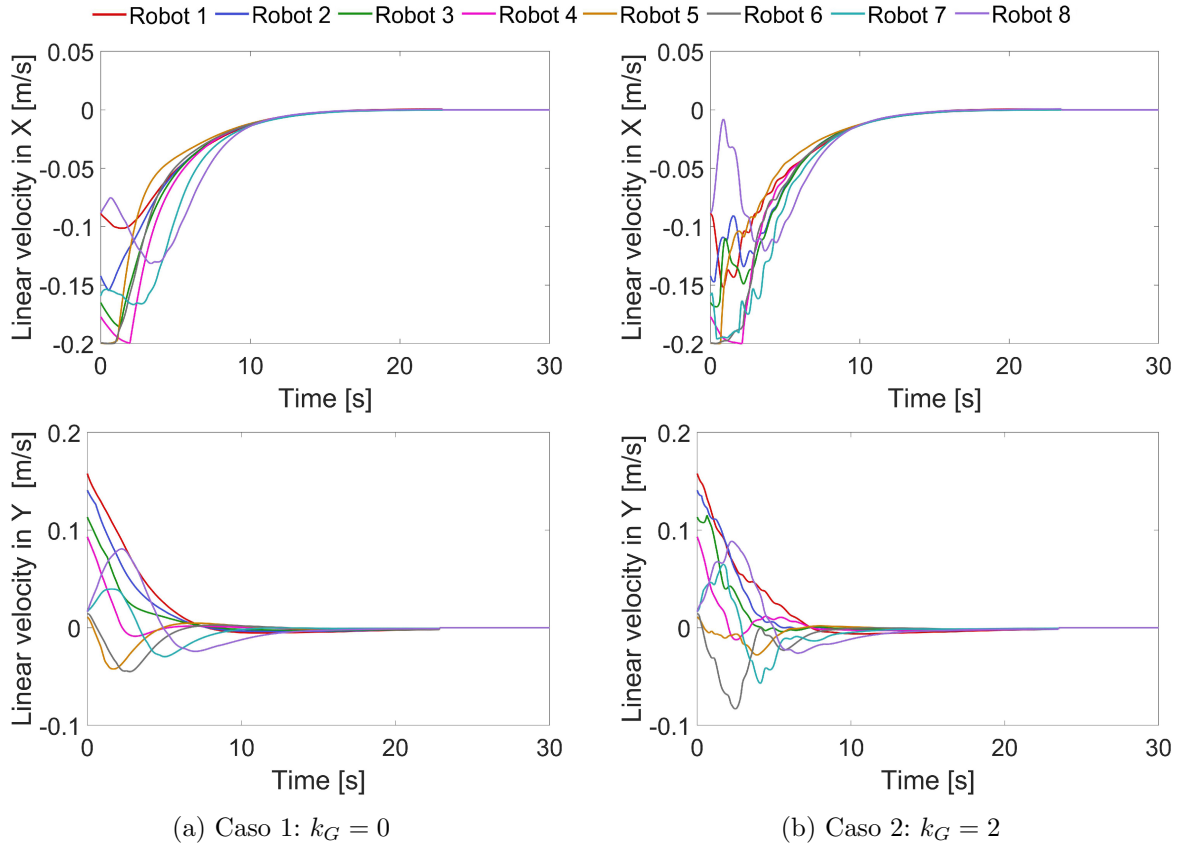 Robot 1 Robot 2 Robot 3 Robot 4 Robot 5 Robot 6 Robot 7 Robot 8
Linear velocity in X [m/s]
0.05
0
-0.05
-0.1
-0.15
-0.2
0 10 20 30
Time [s]
Linear velocity in X [m/s]
0.05
0
-0.05
-0.1
-0.15
-0.2
0 10 20 30
Time [s]
Linear velocity in Y [m/s]
0.2
0.1
0
-0.1
0 10 20 30
Time [s]
Linear velocity in Y [m/s]
0.2
0.1
0
-0.1
0 10 20 30
Time [s]
(a) Caso 1: k_G = 0
(b) Caso 2: k_G = 2